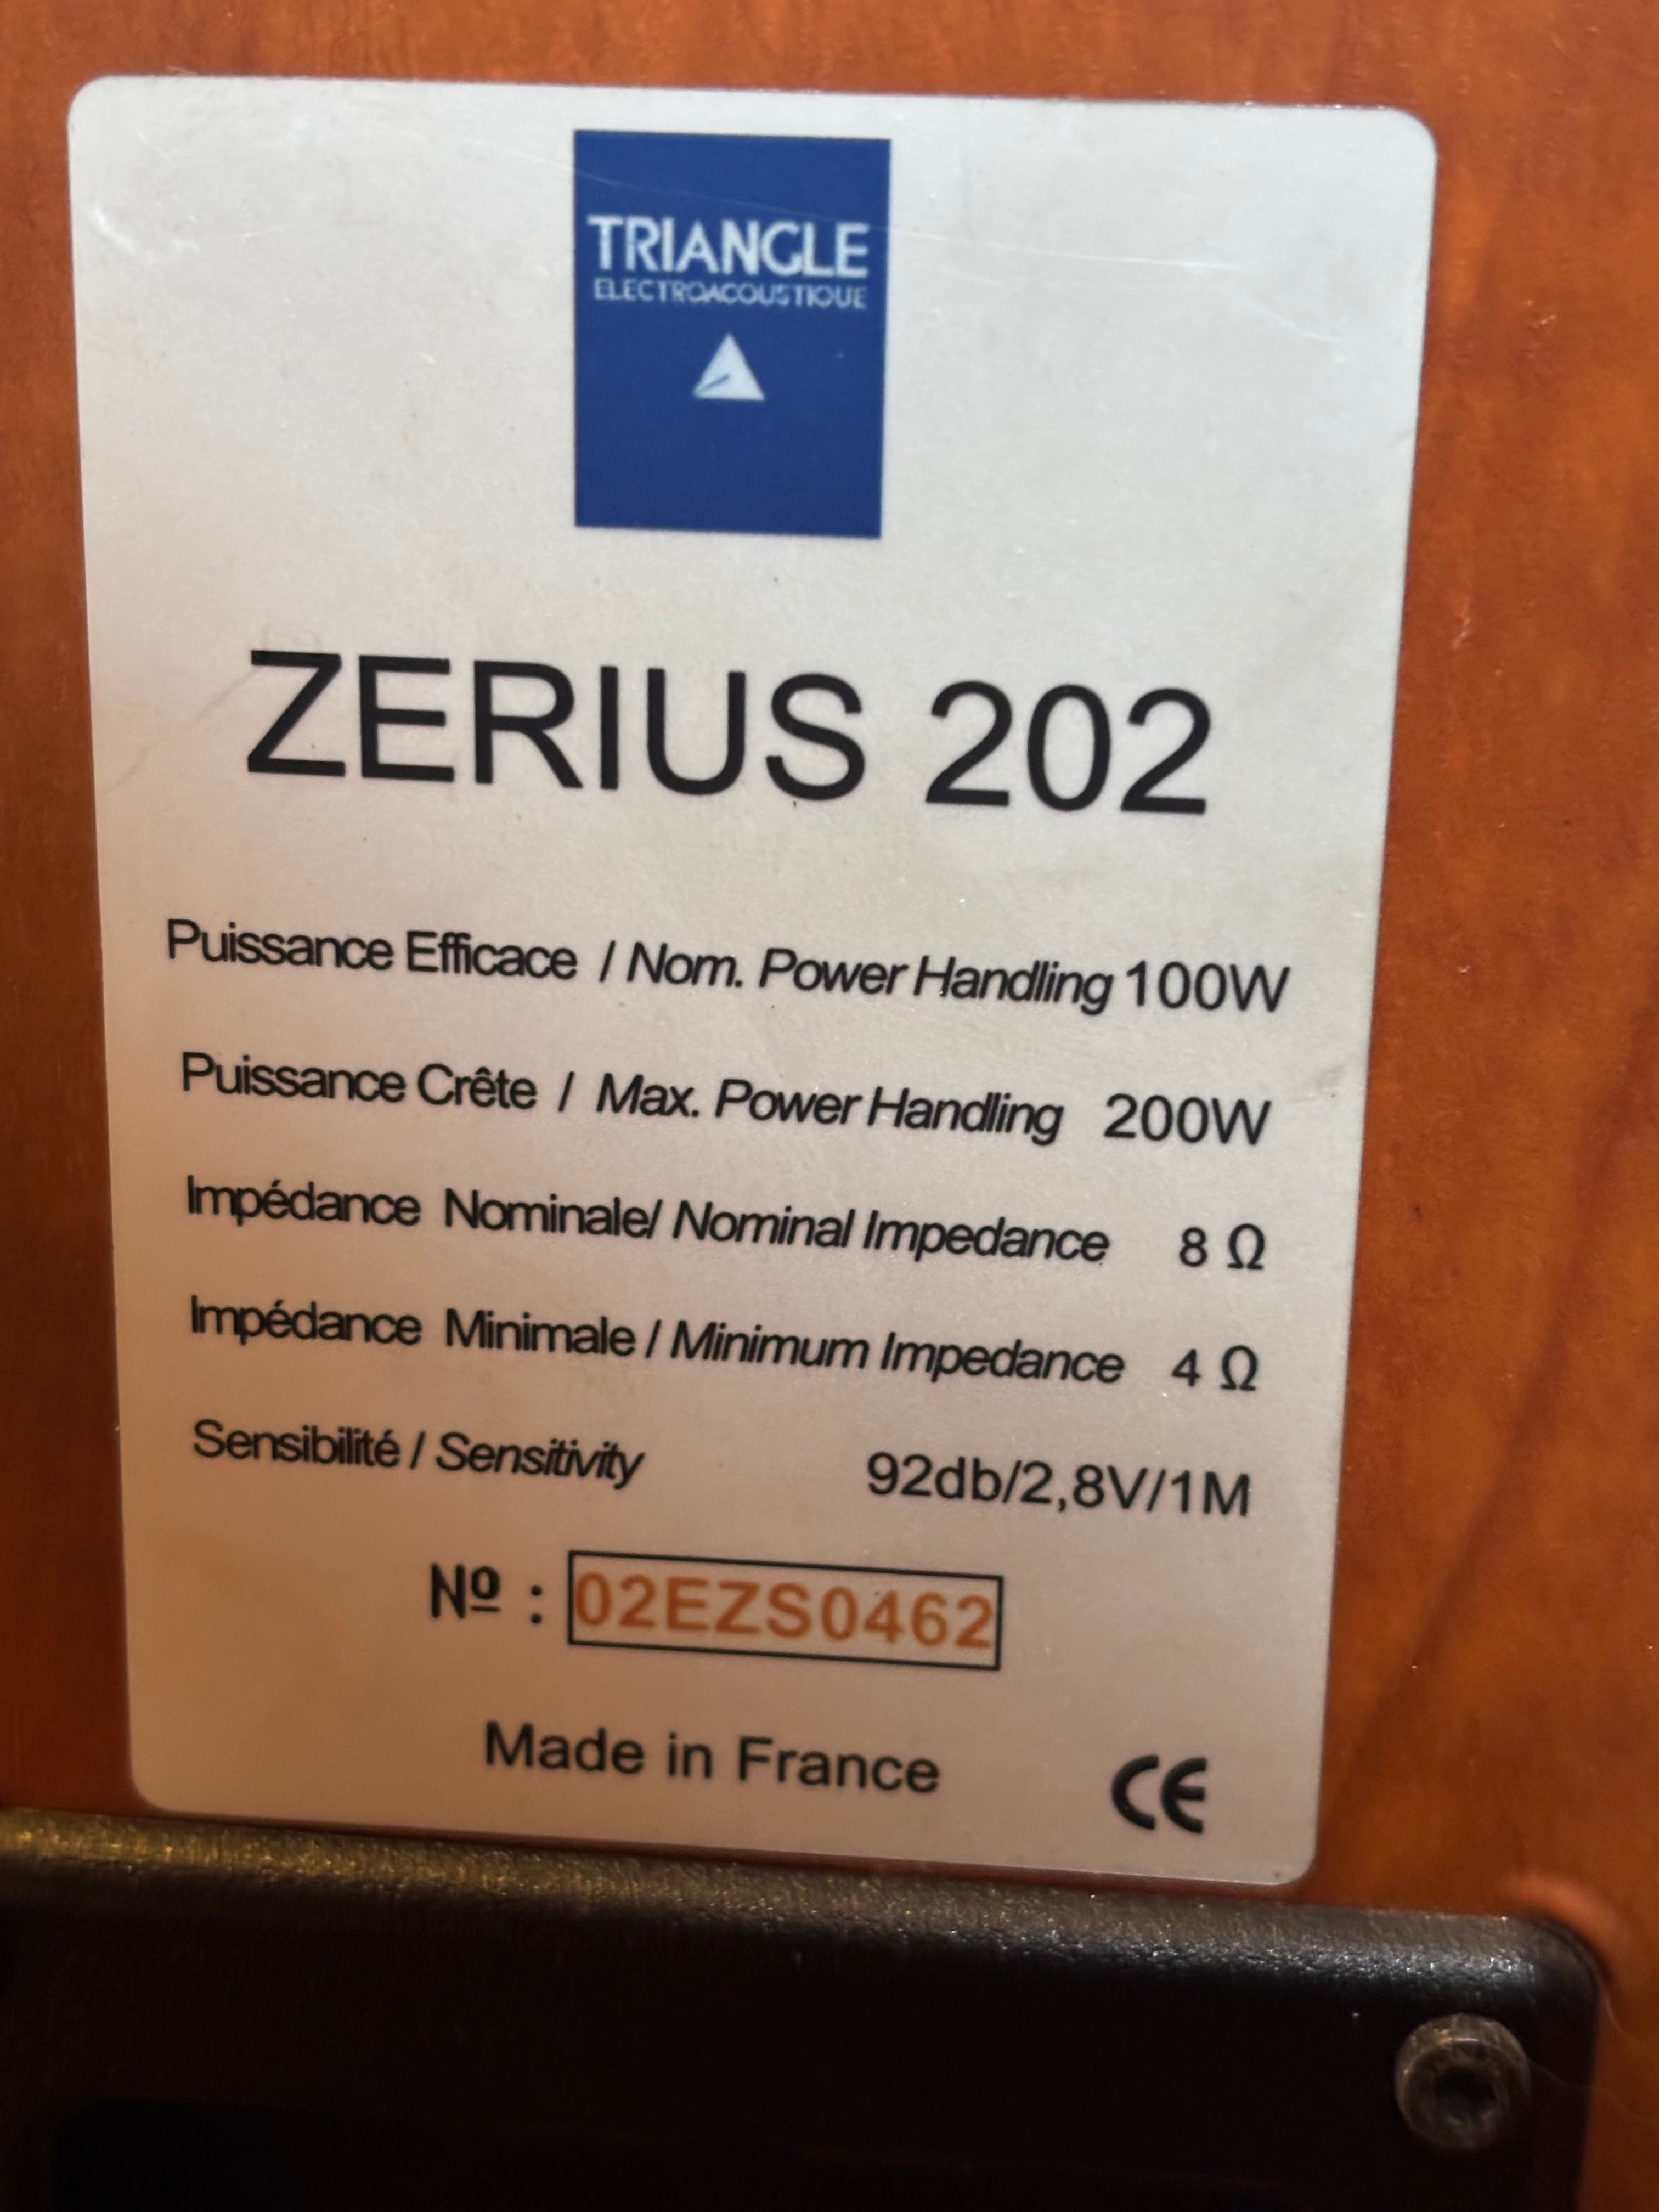 TRIANGLE
ELECTROACOUSTIQUE
ZERIUS 202
Puissance Efficace / Nom. Power Handling 100W
Puissance Crête / Max. Power Handling 200W
Impédance Nominale/ Nominal Impedance 8 Ω
Impédance Minimale / Minimum Impedance 4 Ω
Sensibilité / Sensitivity 92db/2,8V/1M
Nº : 02EZS0462
Made in France CE